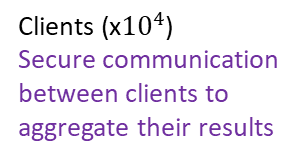 Clients (x10⁴)
Secure communication
between clients to
aggregate their results